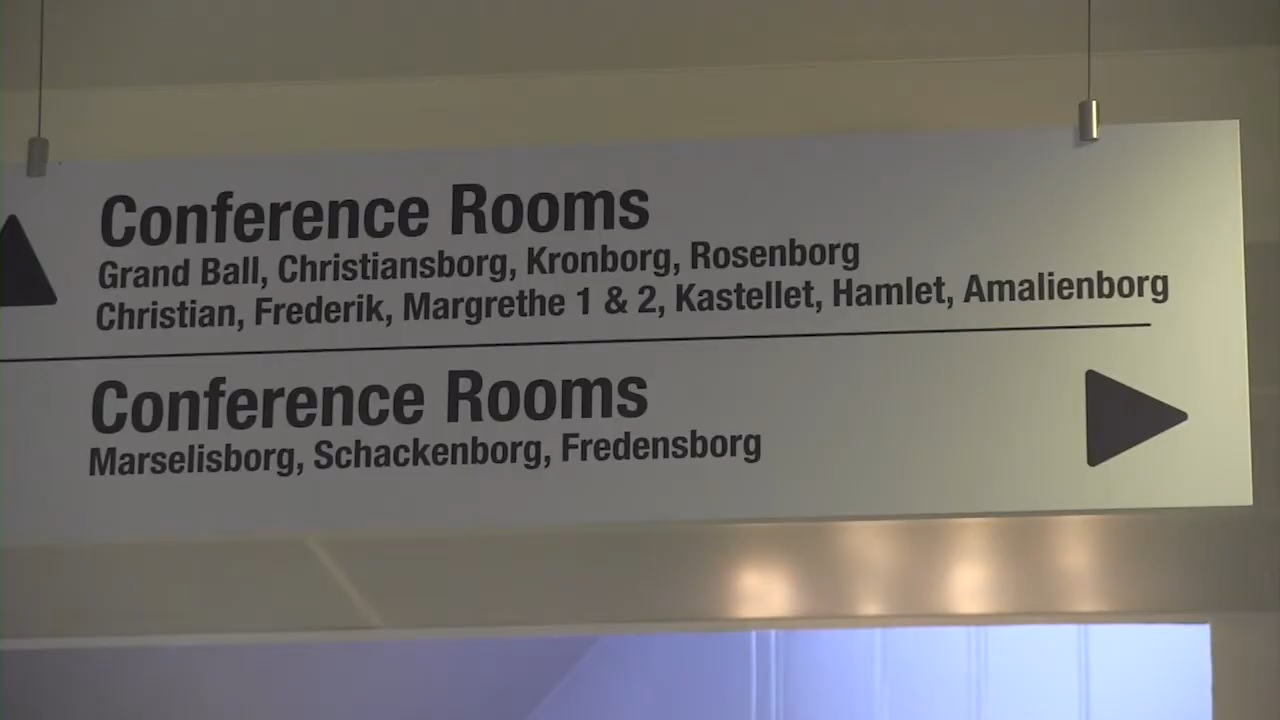 Conference Rooms
Grand Ball, Christiansborg, Kronborg, Rosenborg
Christian, Frederik, Margrethe 1 & 2, Kastellet, Hamlet, Amalienborg
Conference Rooms
Marselisborg, Schackenborg, Fredensborg